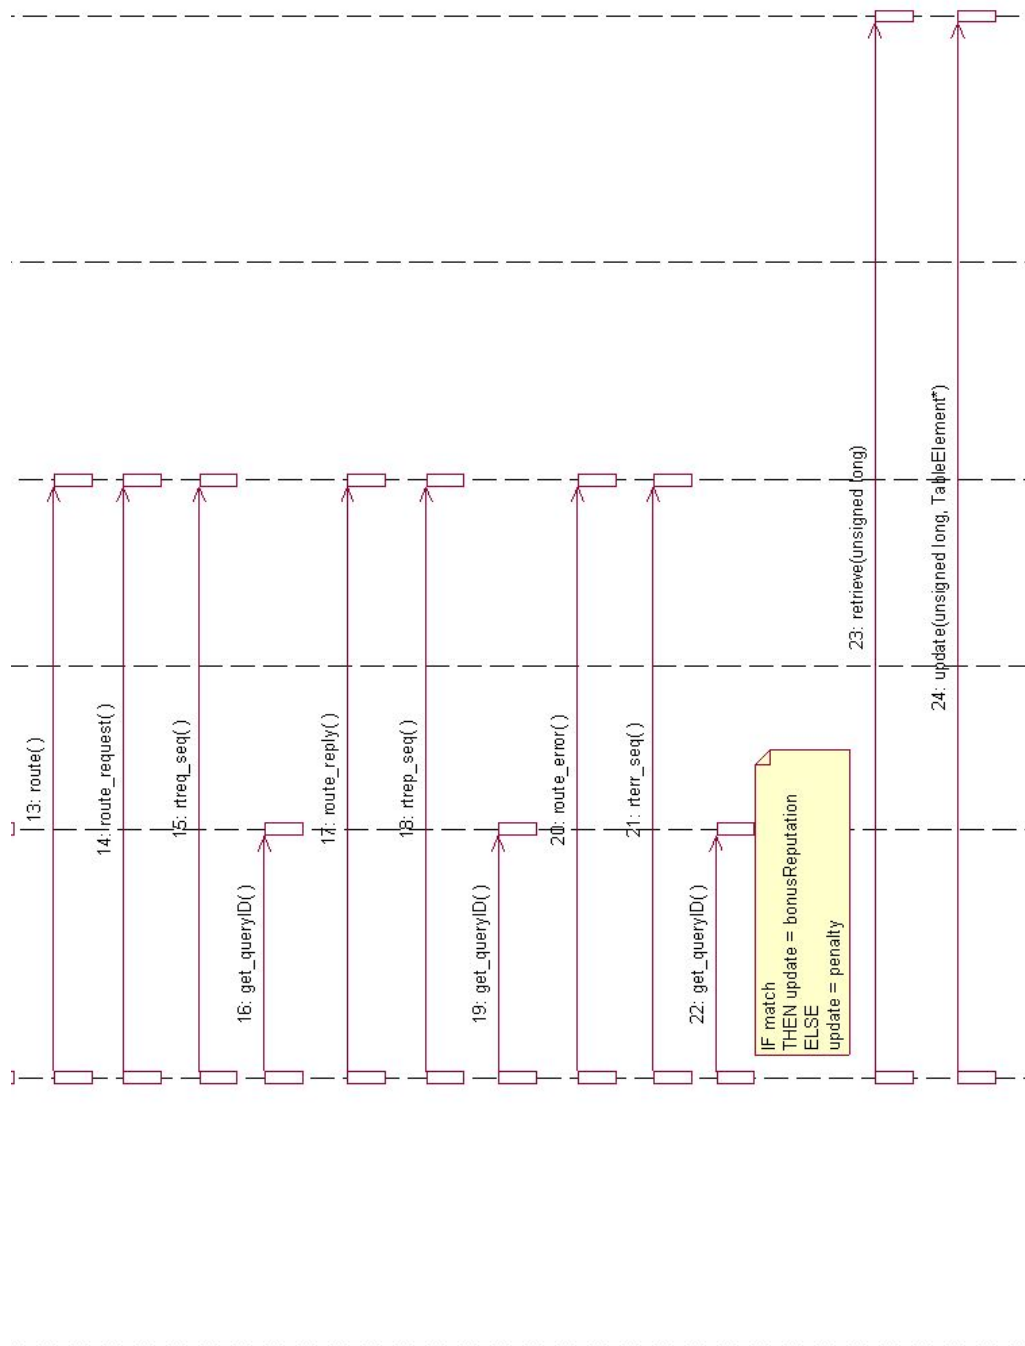 13: route( )
14: route_request( )
15: rtreq_seq( )
16: get_queryID( )
17: route_reply( )
18: rtrep_seq( )
19: get_queryID( )
20: route_error( )
21: rterr_seq( )
22: get_queryID( )
IF match
THEN update = bonusReputation
ELSE
update = penalty
23: retrieve(unsigned long)
24: update(unsigned long, TableElement*)